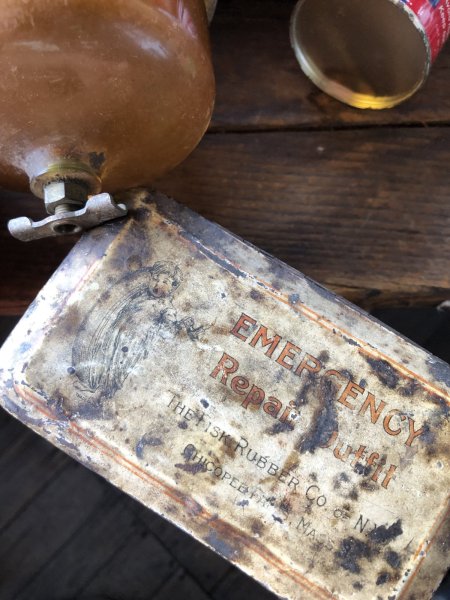 EMERGENCY
Repair Outfit
THE FISK RUBBER CO OF N.Y.
CHICOPEE FALLS, MASS